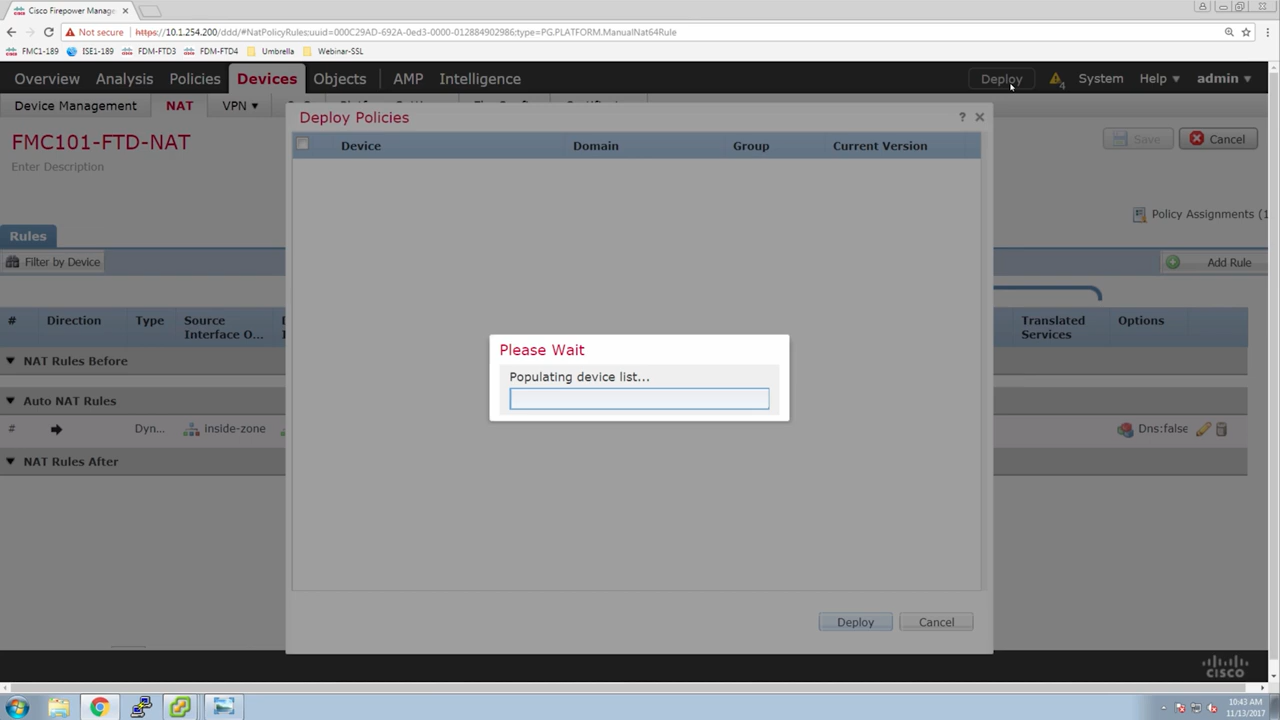 Cisco Firepower Manage
Not secure
https://10.1.254.200/ddd/#NatPolicyRules:uuid=000C29AD-692A-0ed3-0000-012884902986;type=PG.PLATFORM.ManualNat64Rule
FMC1-189 ISE1-189 FDM-FTD3 FDM-FTD4 Umbrella Webinar-SSL
Overview Analysis Policies Devices Objects AMP Intelligence Deploy 4 System Help admin
Device Management NAT VPN
Deploy Policies ? ×
FMC101-FTD-NAT
Enter Description
Save Cancel
Device Domain Group Current Version
Policy Assignments (1
Rules
Filter by Device
Add Rule
# Direction Type Source Interface O...
Translated Services Options
NAT Rules Before
Auto NAT Rules
# Dyn... inside-zone
Dns:false
NAT Rules After
Please Wait
Populating device list...
Deploy Cancel
CISCO
10:43 AM
11/13/2017